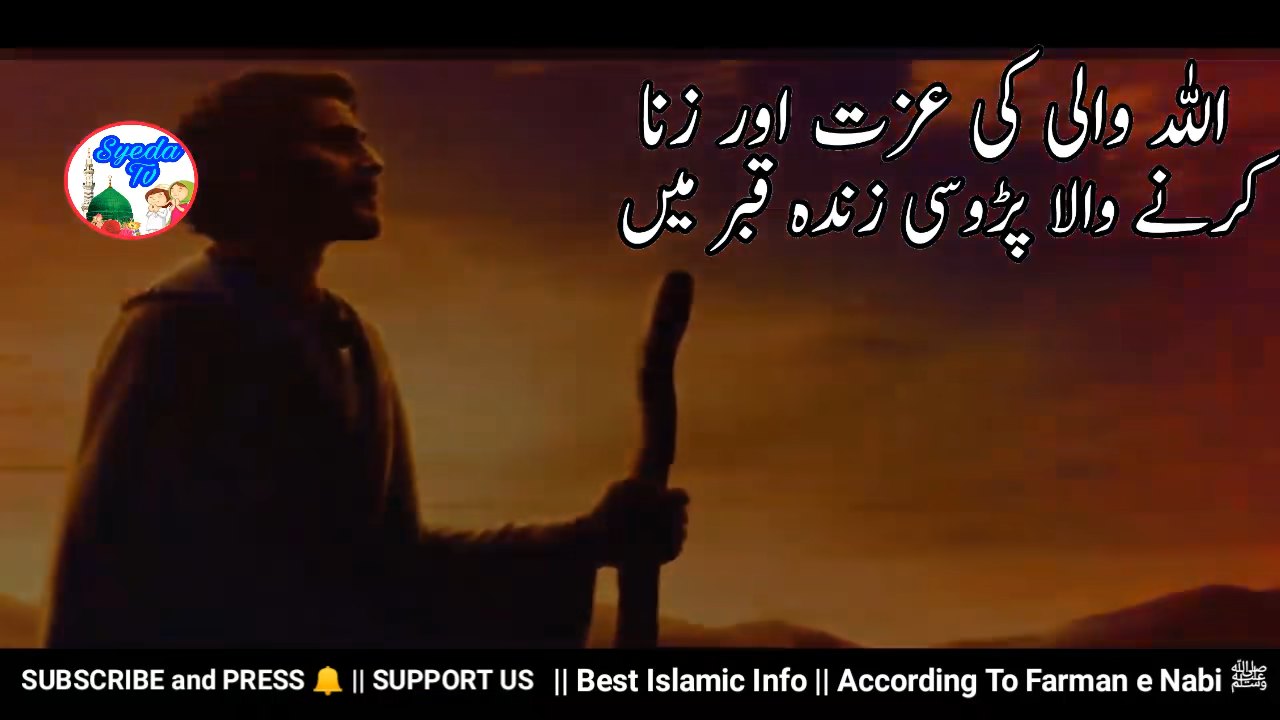 اللہ والی کی عزت اور زنا
کرنے والا پڑوسی زندہ قبر میں
Syeda
Tv
SUBSCRIBE and PRESS 🔔 || SUPPORT US || Best Islamic Info || According To Farman e Nabi ﷺ